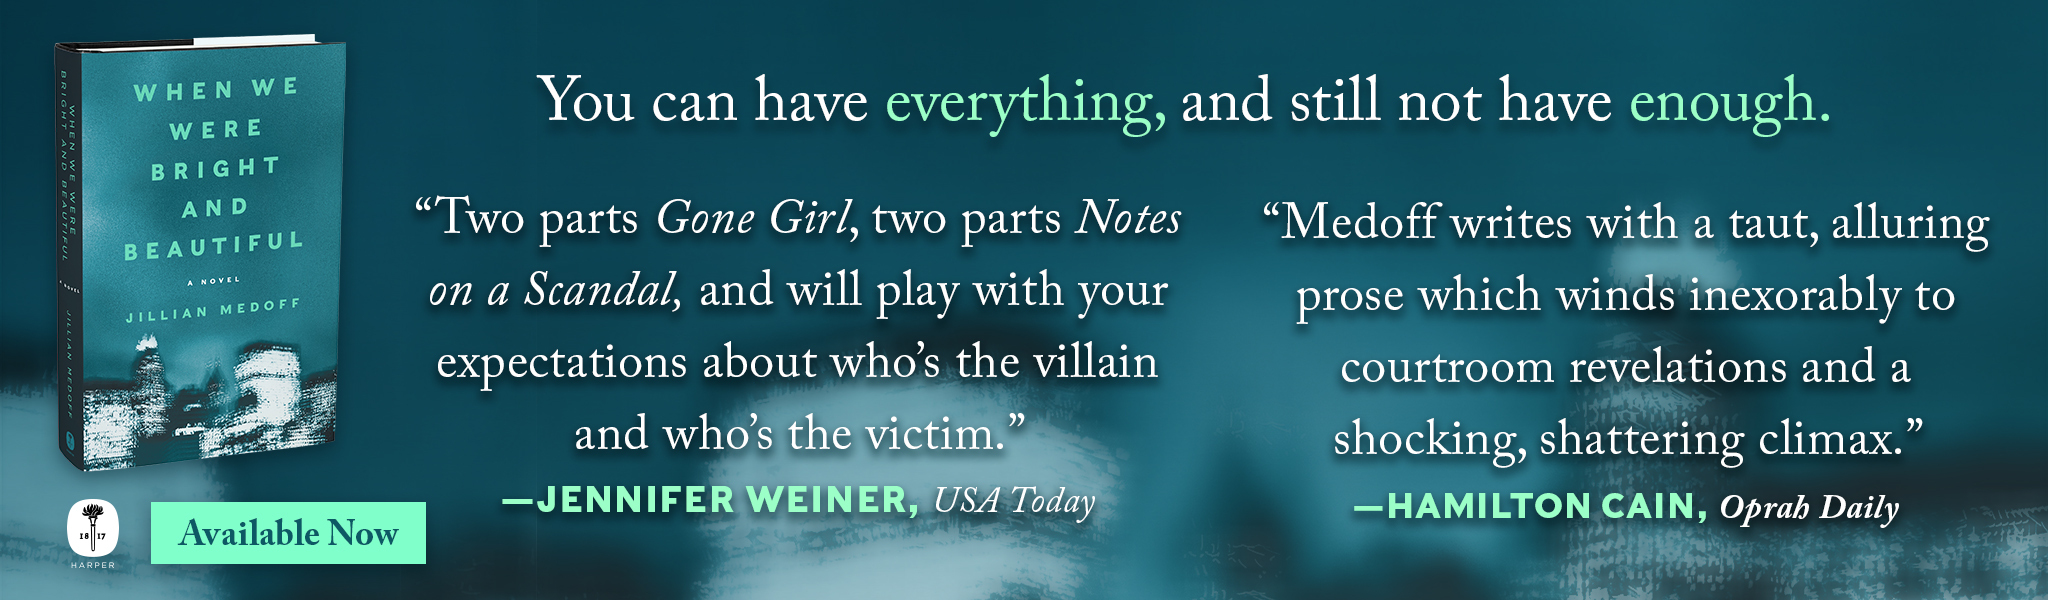 WHEN WE
WERE
BRIGHT
AND
BEAUTIFUL
A NOVEL
JILLIAN MEDOFF
WHEN WE WERE
BRIGHT AND BEAUTIFUL
A NOVEL
JILLIAN MEDOFF
You can have everything, and still not have enough.
“Two parts Gone Girl, two parts Notes
on a Scandal, and will play with your
expectations about who’s the villain
and who’s the victim.”
—JENNIFER WEINER, USA Today
“Medoff writes with a taut, alluring
prose which winds inexorably to
courtroom revelations and a
shocking, shattering climax.”
—HAMILTON CAIN, Oprah Daily
18 17
HARPER
Available Now